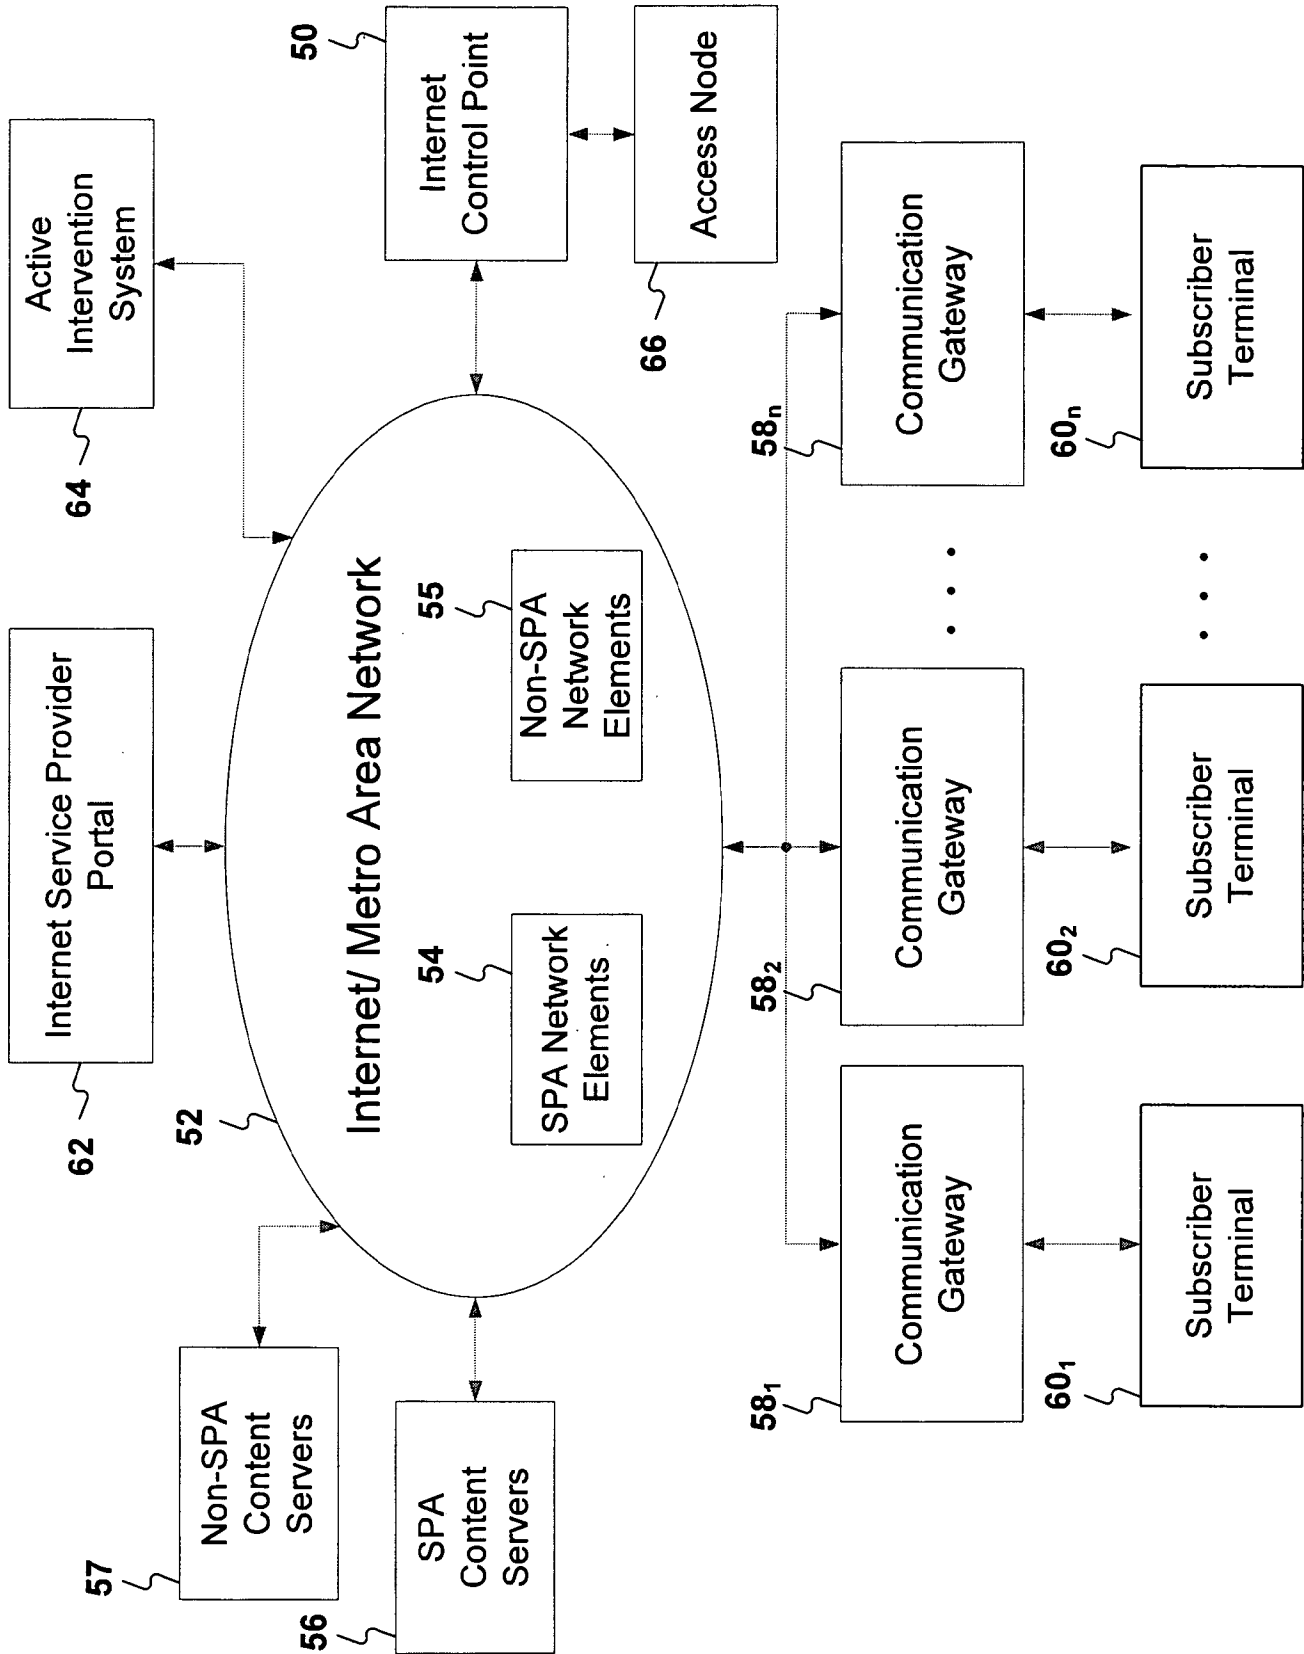 62
Internet Service Provider
Portal
64
Active
Intervention
System
57
Non-SPA
Content
Servers
52
Internet/ Metro Area Network
50
Internet
Control Point
56
SPA
Content
Servers
54
SPA Network
Elements
55
Non-SPA
Network
Elements
66
Access Node
58₁
Communication
Gateway
58₂
Communication
Gateway
• • •
58ₙ
Communication
Gateway
60₁
Subscriber
Terminal
60₂
Subscriber
Terminal
• • •
60ₙ
Subscriber
Terminal